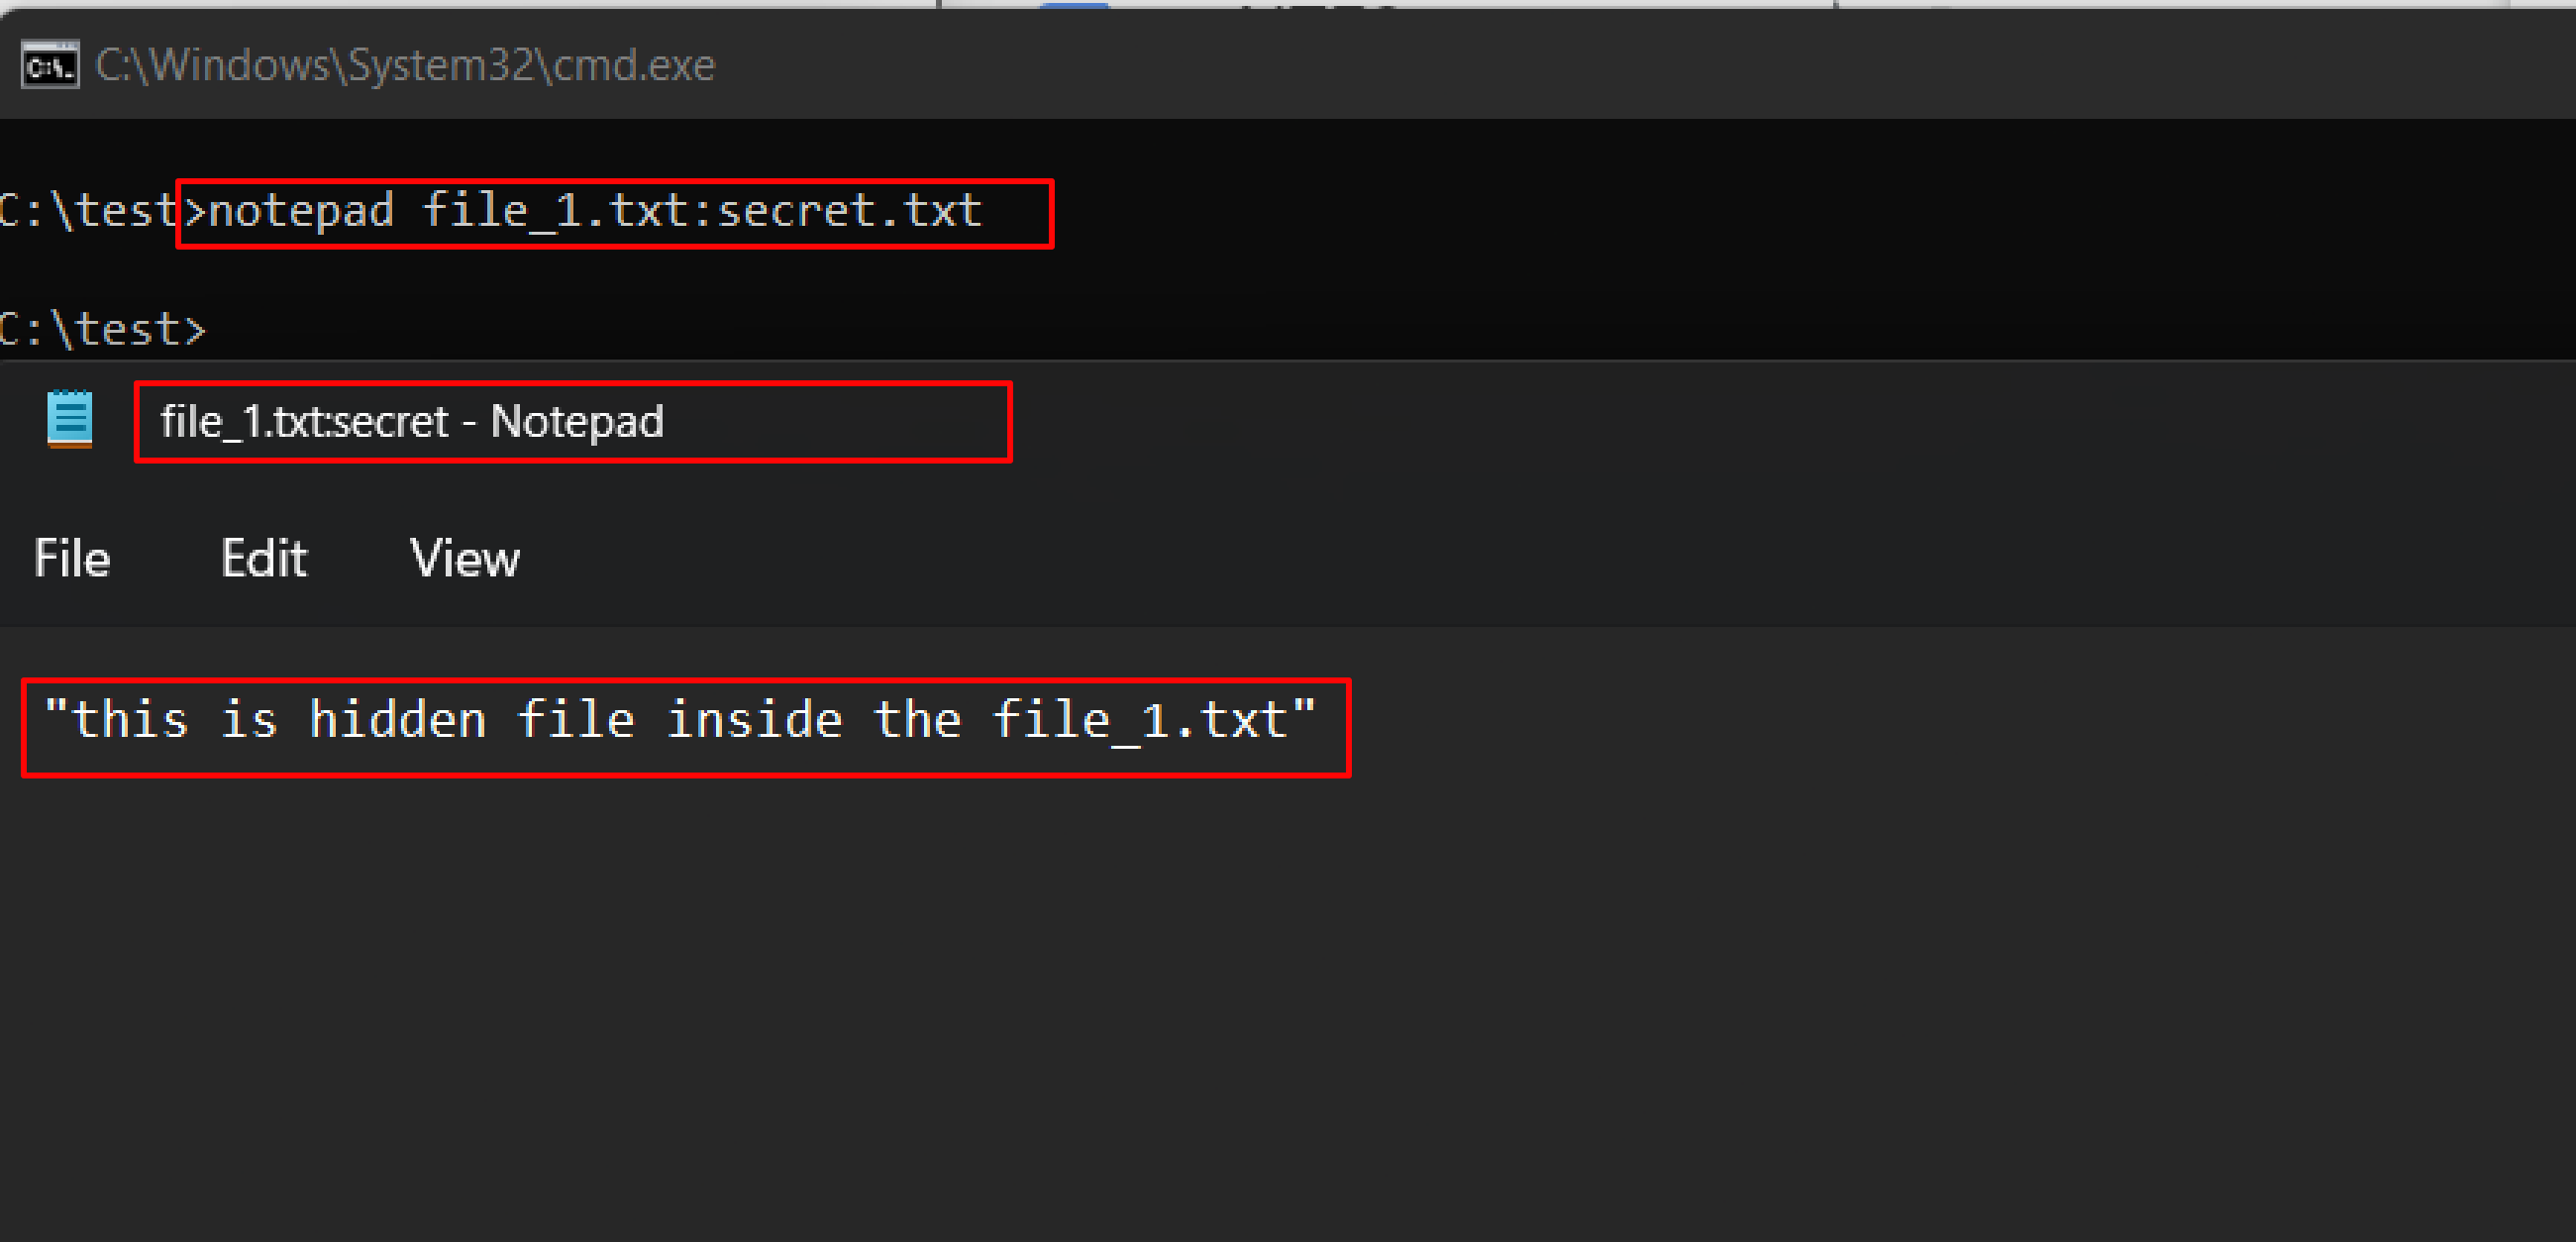 C:\Windows\System32\cmd.exe
C:\test>notepad file_1.txt:secret.txt
C:\test>
file_1.txt:secret - Notepad
File Edit View
"this is hidden file inside the file_1.txt"